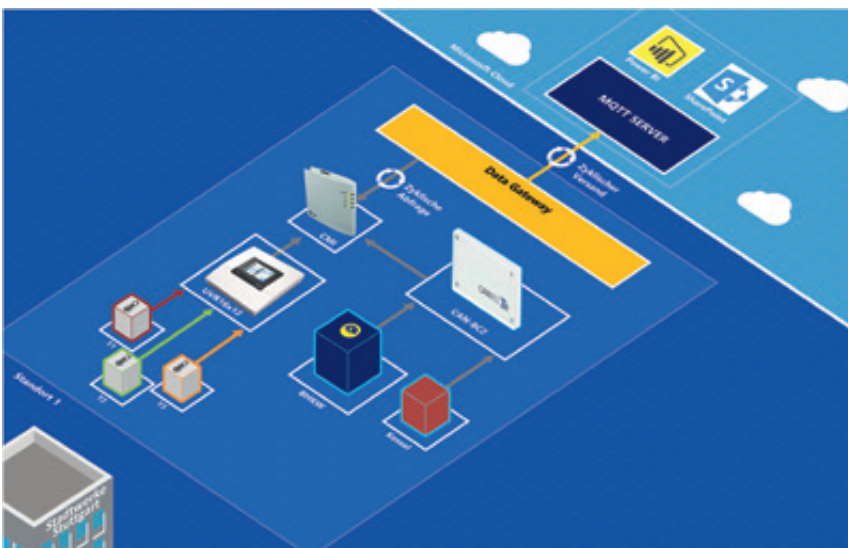 Microsoft Cloud
Power BI
SharePoint
MQTT SERVER
Zyklischer
Versand
Data Gateway
Zyklische
Abfrage
CMI
UVR16x12
CAN-BC2
T1
T2
T3
BHKW
Kessel
Standort 1
Stadtwerke
Stuttgart